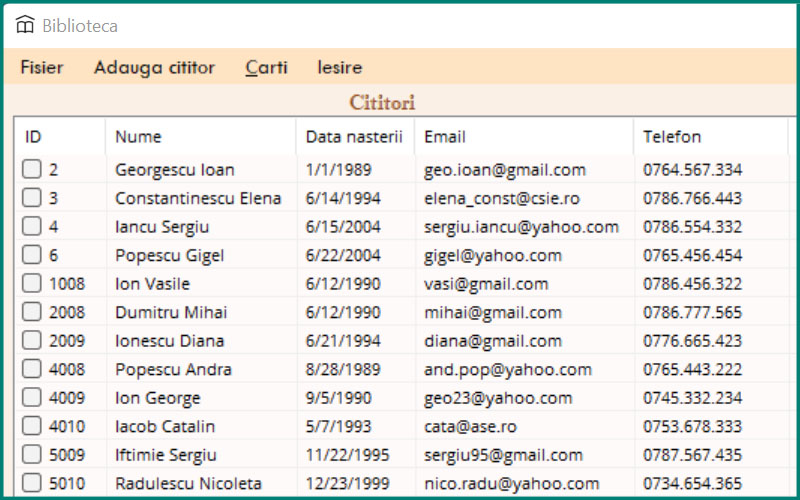 Biblioteca
Fisier Adauga cititor Carti Iesire
Cititori
ID Nume Data nasterii Email Telefon
2 Georgescu Ioan 1/1/1989 geo.ioan@gmail.com 0764.567.334
3 Constantinescu Elena 6/14/1994 elena_const@csie.ro 0786.766.443
4 Iancu Sergiu 6/15/2004 sergiu.iancu@yahoo.com 0786.554.332
6 Popescu Gigel 6/22/2004 gigel@yahoo.com 0765.456.454
1008 Ion Vasile 6/12/1990 vasi@gmail.com 0786.456.322
2008 Dumitru Mihai 6/12/1990 mihai@gmail.com 0786.777.565
2009 Ionescu Diana 6/21/1994 diana@gmail.com 0776.665.423
4008 Popescu Andra 8/28/1989 and.pop@yahoo.com 0765.443.222
4009 Ion George 9/5/1990 geo23@yahoo.com 0745.332.234
4010 Iacob Catalin 5/7/1993 cata@ase.ro 0753.678.333
5009 Iftimie Sergiu 11/22/1995 sergiu95@gmail.com 0787.567.435
5010 Radulescu Nicoleta 12/23/1999 nico.radu@yahoo.com 0734.654.365